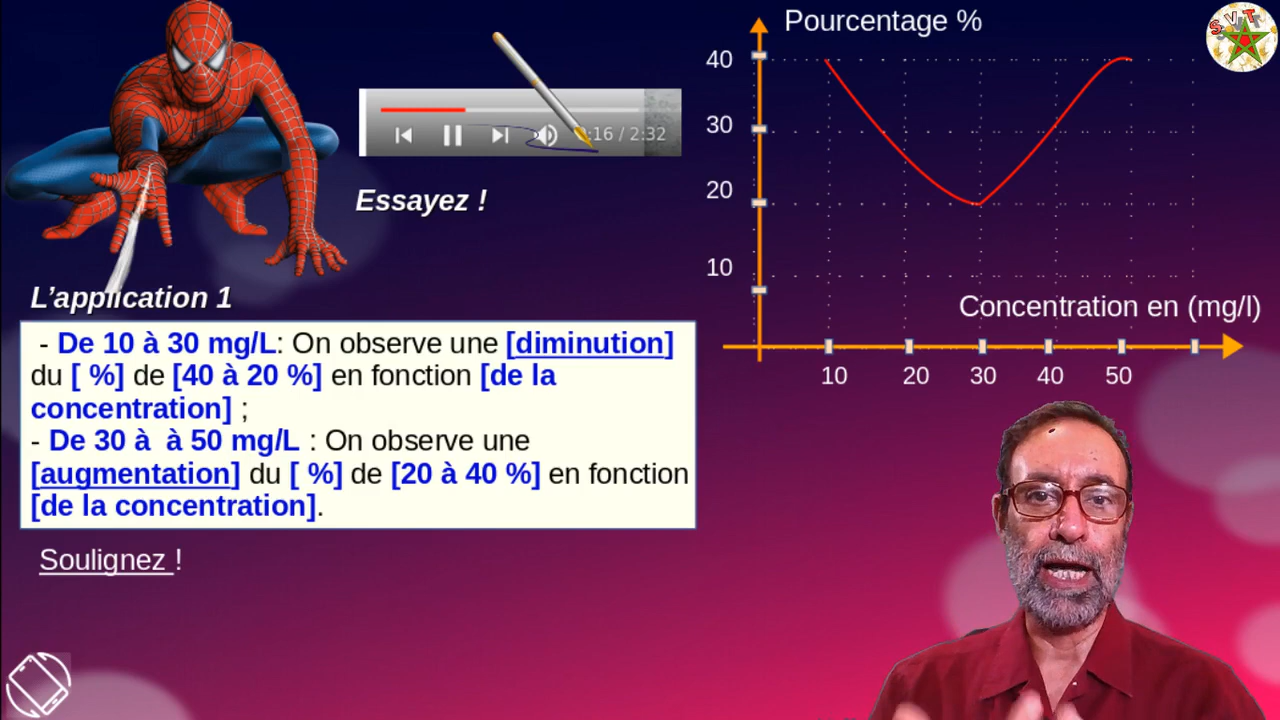 Pourcentage %
S V T
40
30
:16 / 2:32
20
Essayez !
10
L'application 1
Concentration en (mg/l)
- De 10 à 30 mg/L: On observe une [diminution]
du [ %] de [40 à 20 %] en fonction [de la
concentration] ;
- De 30 à à 50 mg/L : On observe une
[augmentation] du [ %] de [20 à 40 %] en fonction
[de la concentration].
10 20 30 40 50
Soulignez !